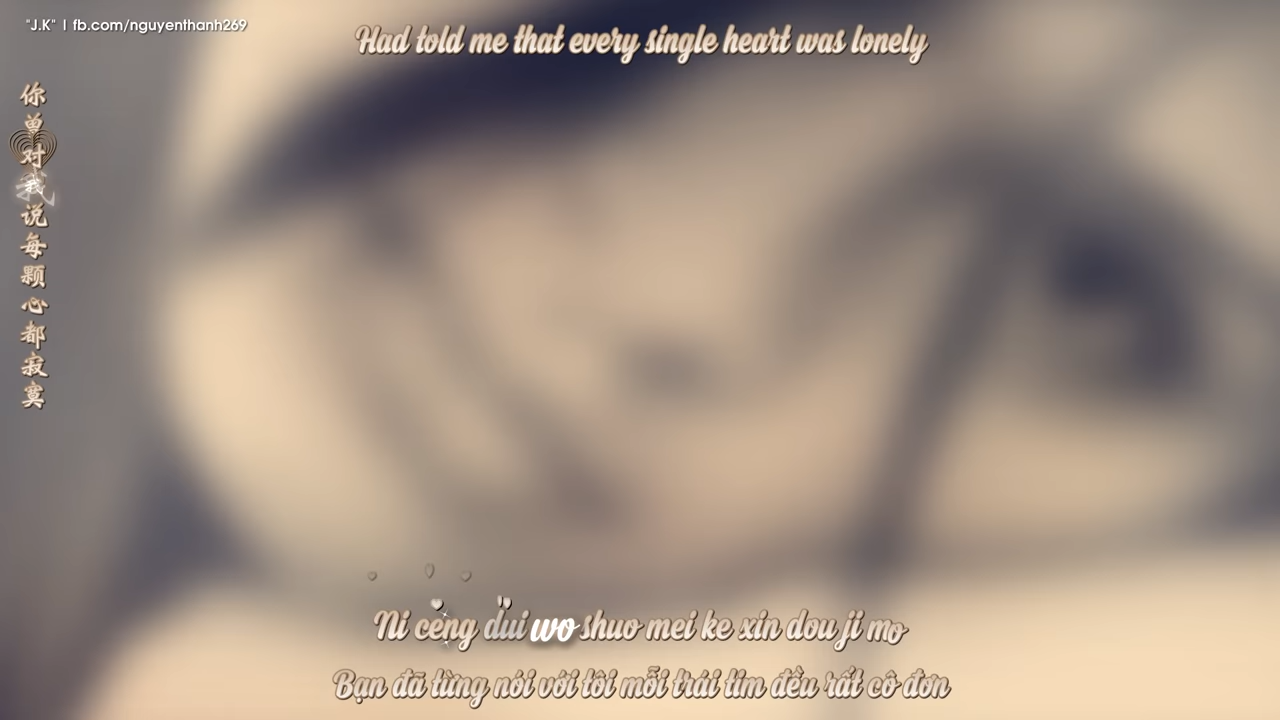 "J.K" | fb.com/nguyenthanh269
Had told me that every single heart was lonely
你曾对我说每颗心都寂寞
Ni ceng dui wo shuo mei ke xin dou ji mo
Bạn đã từng nói với tôi mỗi trái tim đều rất cô đơn